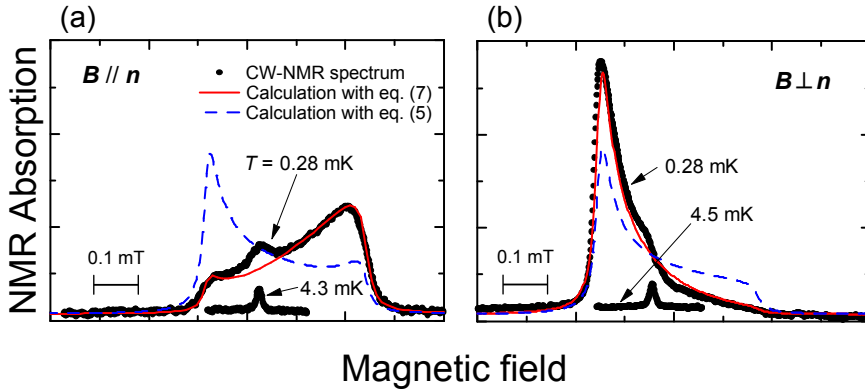 (a)
B // n
CW-NMR spectrum
Calculation with eq. (7)
Calculation with eq. (5)
T = 0.28 mK
0.1 mT
4.3 mK
(b)
B ⊥ n
0.28 mK
4.5 mK
0.1 mT
NMR Absorption
Magnetic field